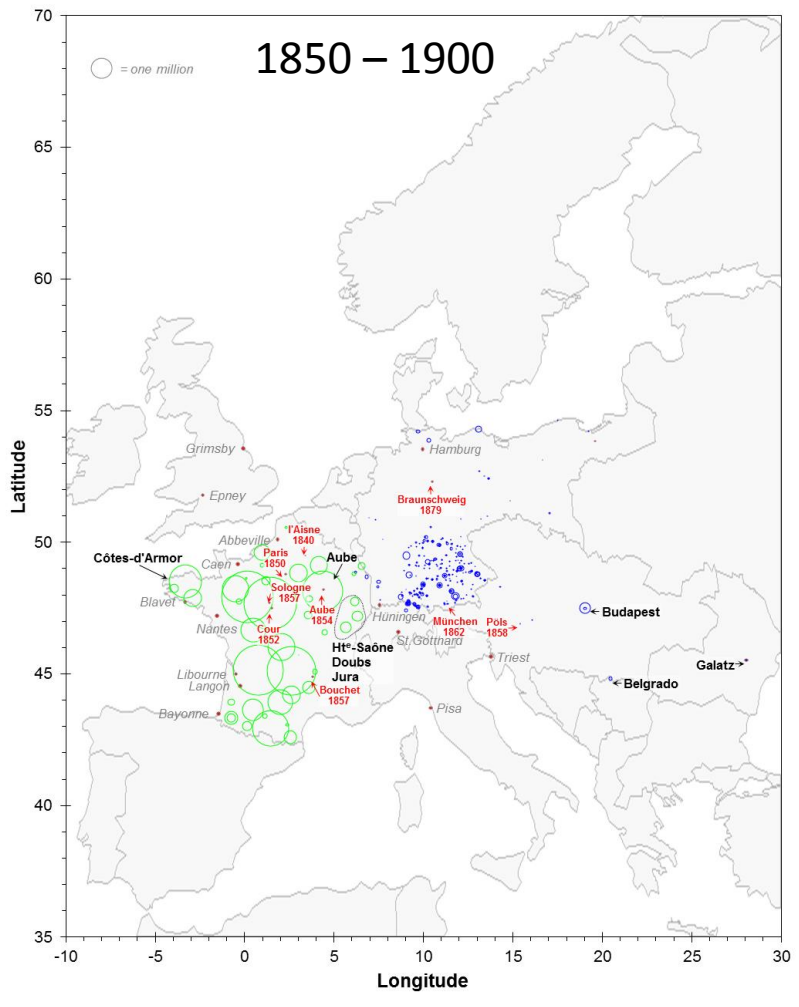 1850 – 1900
= one million
70
65
60
55
50
45
40
35
Latitude
Grimsby
Epney
Hamburg
Braunschweig
1879
l'Aisne
1840
Abbeville
Paris
1850
Côtes-d'Armor
Caen
Aube
Sologne
1857
Blavet
Aube
1854
Nantes
Cour
1852
Hüningen
München
1862
Pöls
1858
Budapest
St.Gotthard
Htᵉ-Saône
Doubs
Jura
Triest
Galatz
Libourne
Langon
Bouchet
1857
Belgrado
Bayonne
Pisa
-10 -5 0 5 10 15 20 25 30
Longitude